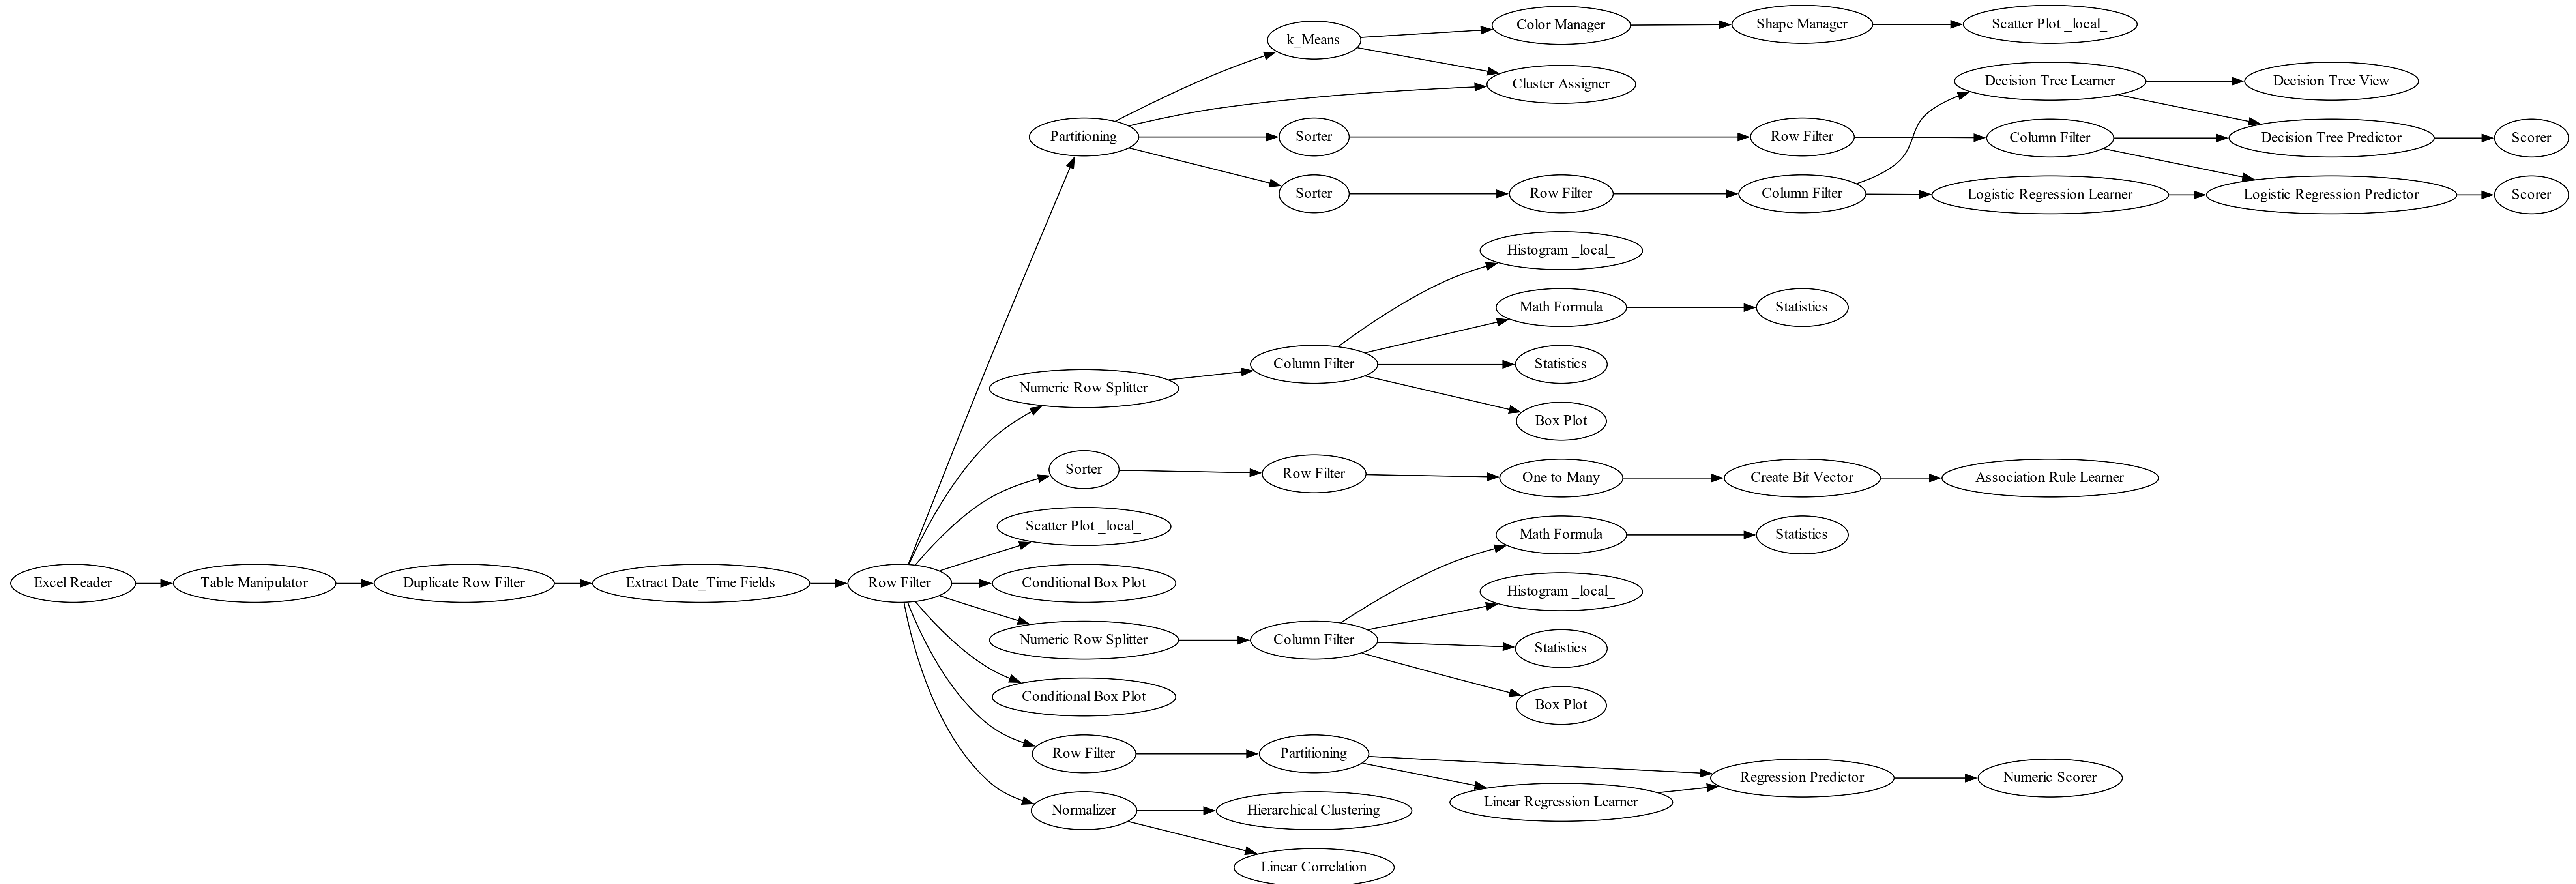 k_Means
Color Manager
Shape Manager
Scatter Plot _local_
Cluster Assigner
Decision Tree Learner
Decision Tree View
Partitioning
Sorter
Row Filter
Column Filter
Decision Tree Predictor
Scorer
Sorter
Row Filter
Column Filter
Logistic Regression Learner
Logistic Regression Predictor
Scorer
Histogram _local_
Math Formula
Statistics
Numeric Row Splitter
Column Filter
Statistics
Box Plot
Sorter
Row Filter
One to Many
Create Bit Vector
Association Rule Learner
Scatter Plot _local_
Math Formula
Statistics
Excel Reader
Table Manipulator
Duplicate Row Filter
Extract Date_Time Fields
Row Filter
Conditional Box Plot
Histogram _local_
Numeric Row Splitter
Column Filter
Statistics
Conditional Box Plot
Box Plot
Row Filter
Partitioning
Regression Predictor
Numeric Scorer
Linear Regression Learner
Normalizer
Hierarchical Clustering
Linear Correlation